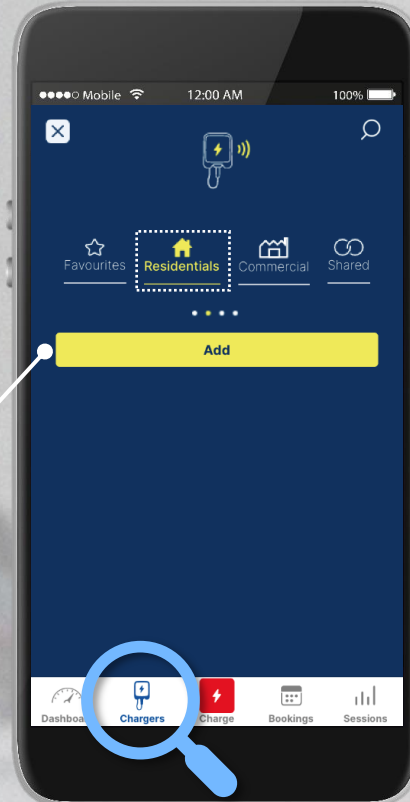 Mobile 12:00 AM 100%
Favourites Residentials Commercial Shared
Add
Chargers Charge Bookings Sessions